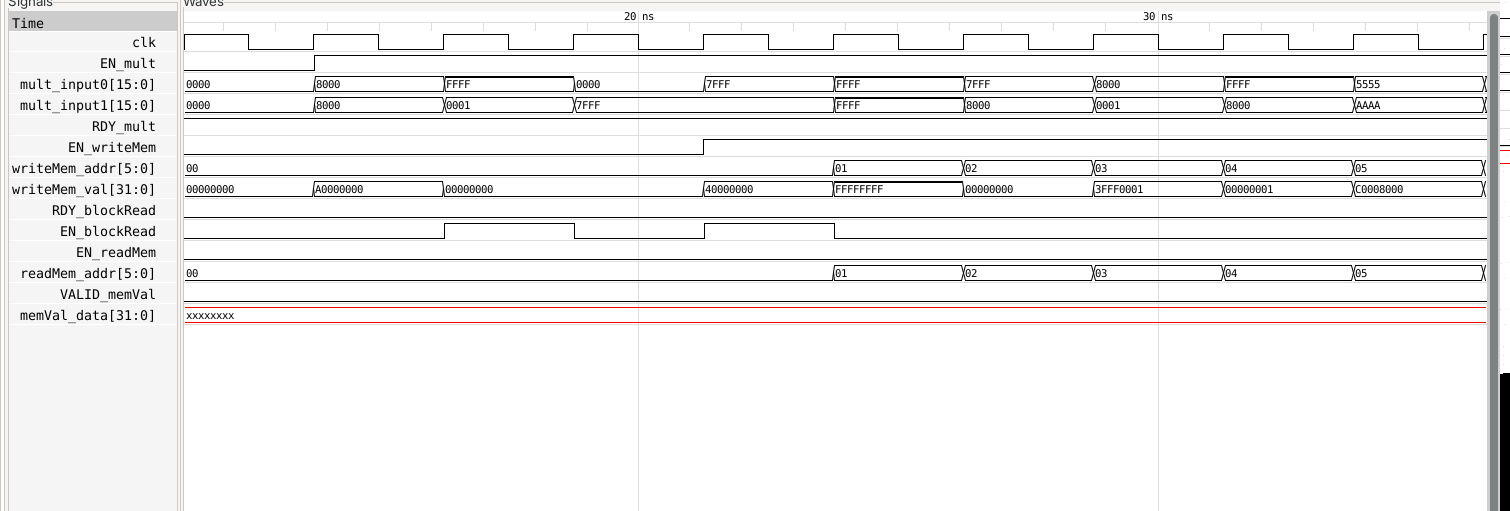 Signals Waves
Time 20 ns 30 ns
clk
EN_mult
mult_input0[15:0] 0000 8000 FFFF 0000 7FFF FFFF 7FFF 8000 FFFF 5555
mult_input1[15:0] 0000 8000 0001 7FFF FFFF 8000 0001 8000 AAAA
RDY_mult
EN_writeMem
writeMem_addr[5:0] 00 01 02 03 04 05
writeMem_val[31:0] 00000000 A0000000 00000000 40000000 FFFFFFFF 00000000 3FFF0001 00000001 C0008000
RDY_blockRead
EN_blockRead
EN_readMem
readMem_addr[5:0] 00 01 02 03 04 05
VALID_memVal
memVal_data[31:0] xxxxxxxx